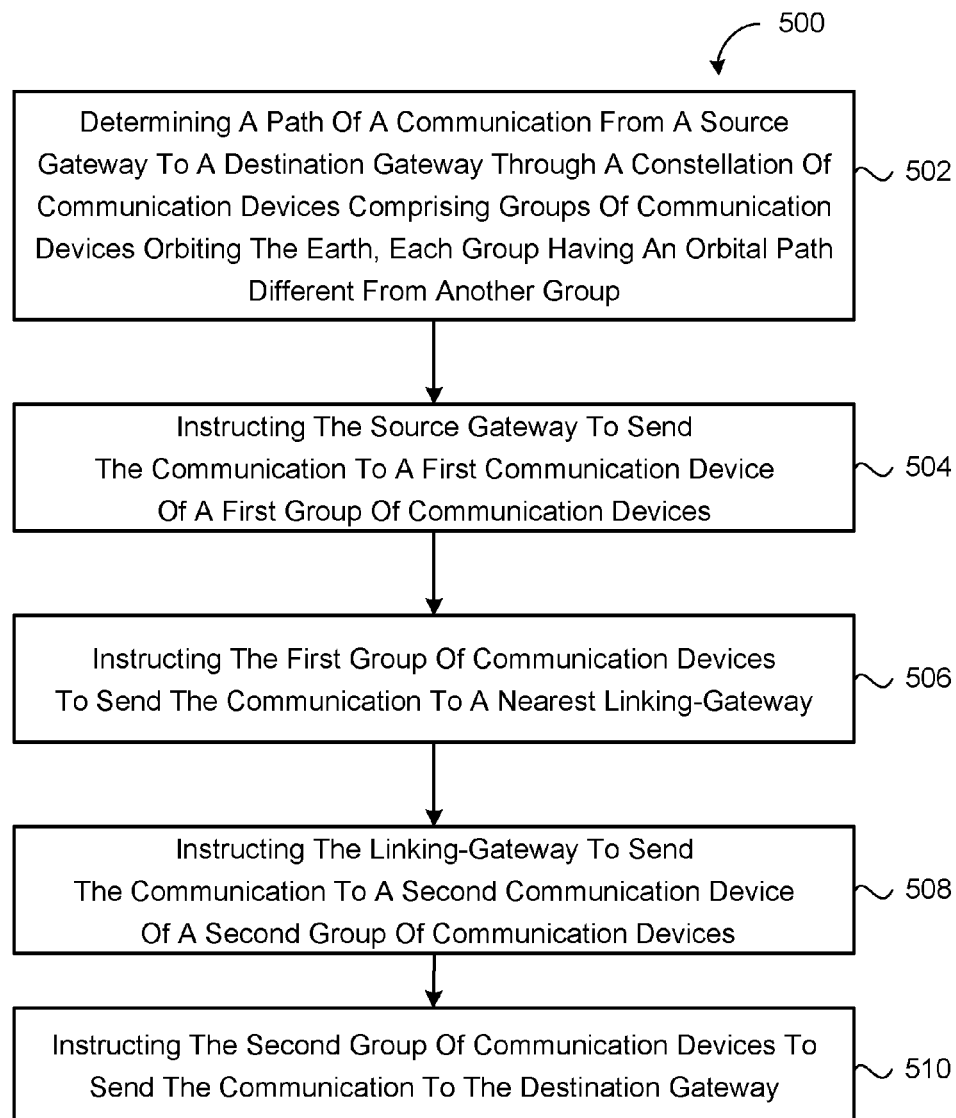 500
Determining A Path Of A Communication From A Source
Gateway To A Destination Gateway Through A Constellation Of
Communication Devices Comprising Groups Of Communication
Devices Orbiting The Earth, Each Group Having An Orbital Path
Different From Another Group
502
Instructing The Source Gateway To Send
The Communication To A First Communication Device
Of A First Group Of Communication Devices
504
Instructing The First Group Of Communication Devices
To Send The Communication To A Nearest Linking-Gateway
506
Instructing The Linking-Gateway To Send
The Communication To A Second Communication Device
Of A Second Group Of Communication Devices
508
Instructing The Second Group Of Communication Devices To
Send The Communication To The Destination Gateway
510